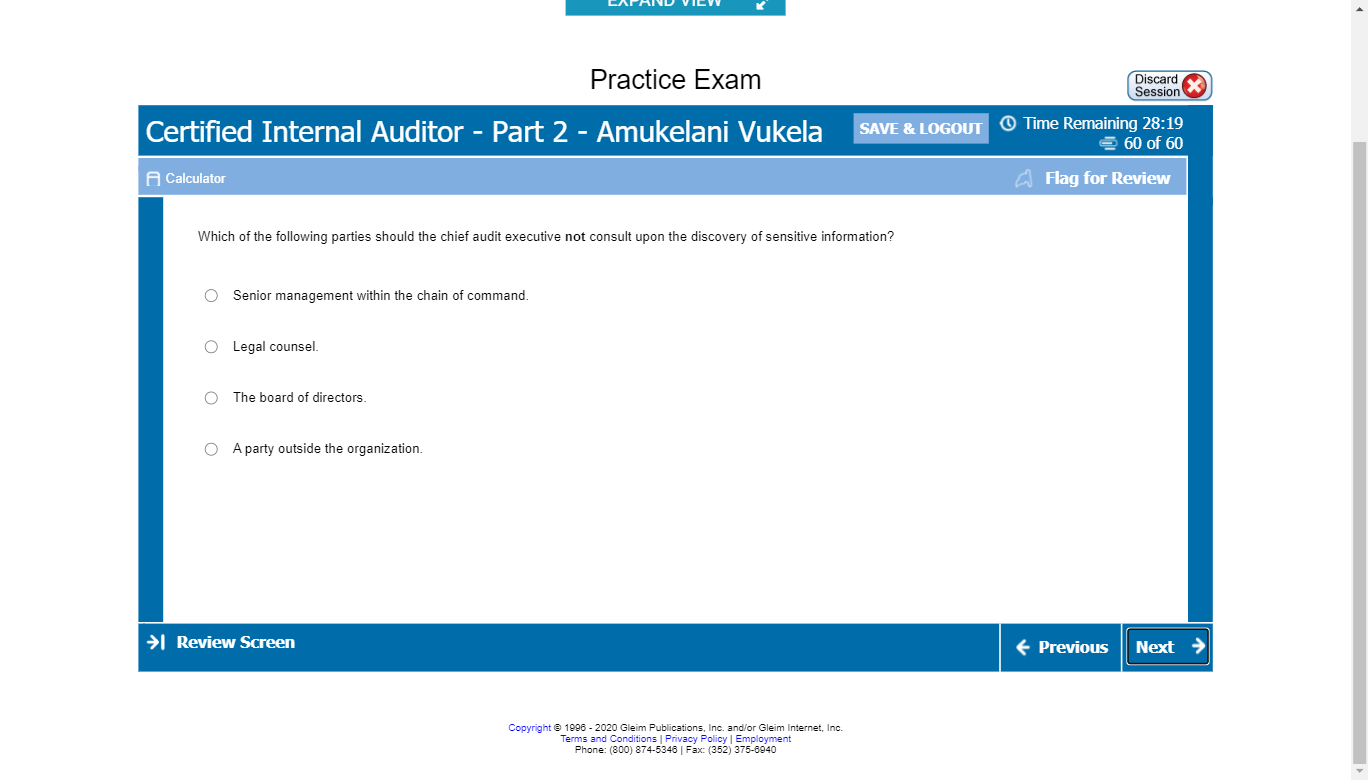 EXPAND VIEW
Practice Exam
Discard
Session
Certified Internal Auditor - Part 2 - Amukelani Vukela
SAVE & LOGOUT
Time Remaining 28:19
60 of 60
Calculator
Flag for Review
Which of the following parties should the chief audit executive not consult upon the discovery of sensitive information?
Senior management within the chain of command.
Legal counsel.
The board of directors.
A party outside the organization.
Review Screen
Previous
Next
Copyright © 1996 - 2020 Gleim Publications, Inc. and/or Gleim Internet, Inc.
Terms and Conditions | Privacy Policy | Employment
Phone: (800) 874-5346 | Fax: (352) 375-6940